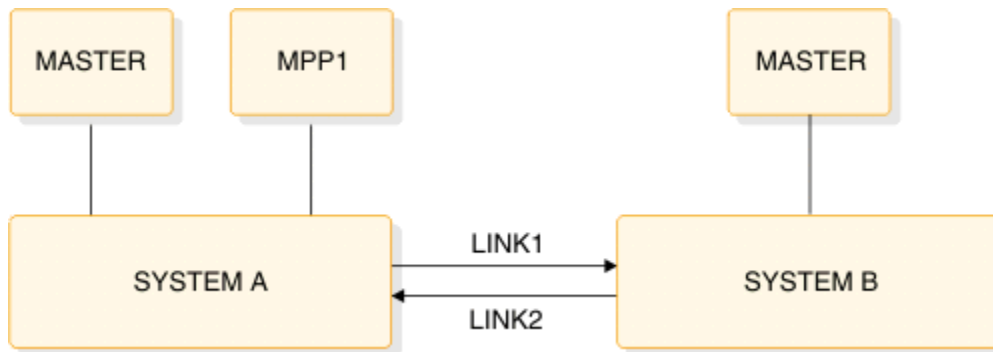 MASTER
MPP1
MASTER
LINK1
SYSTEM A
SYSTEM B
LINK2